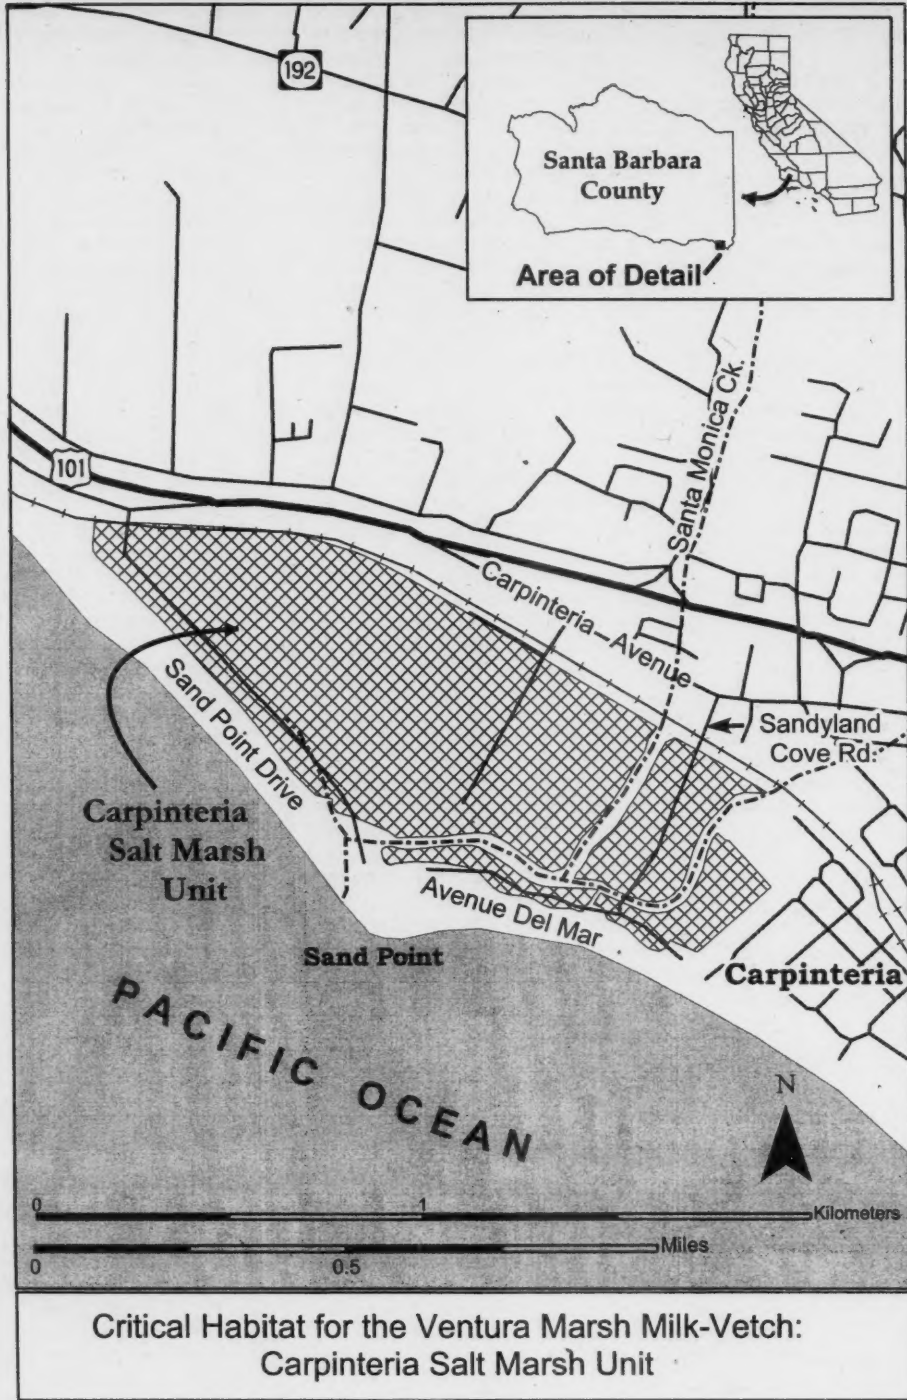 192
Santa Barbara
County
Area of Detail
Santa Monica Ck.
101
Carpinteria Avenue
Sand Point Drive
Sandyland
Cove Rd.
Carpinteria
Salt Marsh
Unit
Avenue Del Mar
Sand Point
Carpinteria
PACIFIC OCEAN
N
0 1
Kilometers
Miles
0 0.5
Critical Habitat for the Ventura Marsh Milk-Vetch:
Carpinteria Salt Marsh Unit